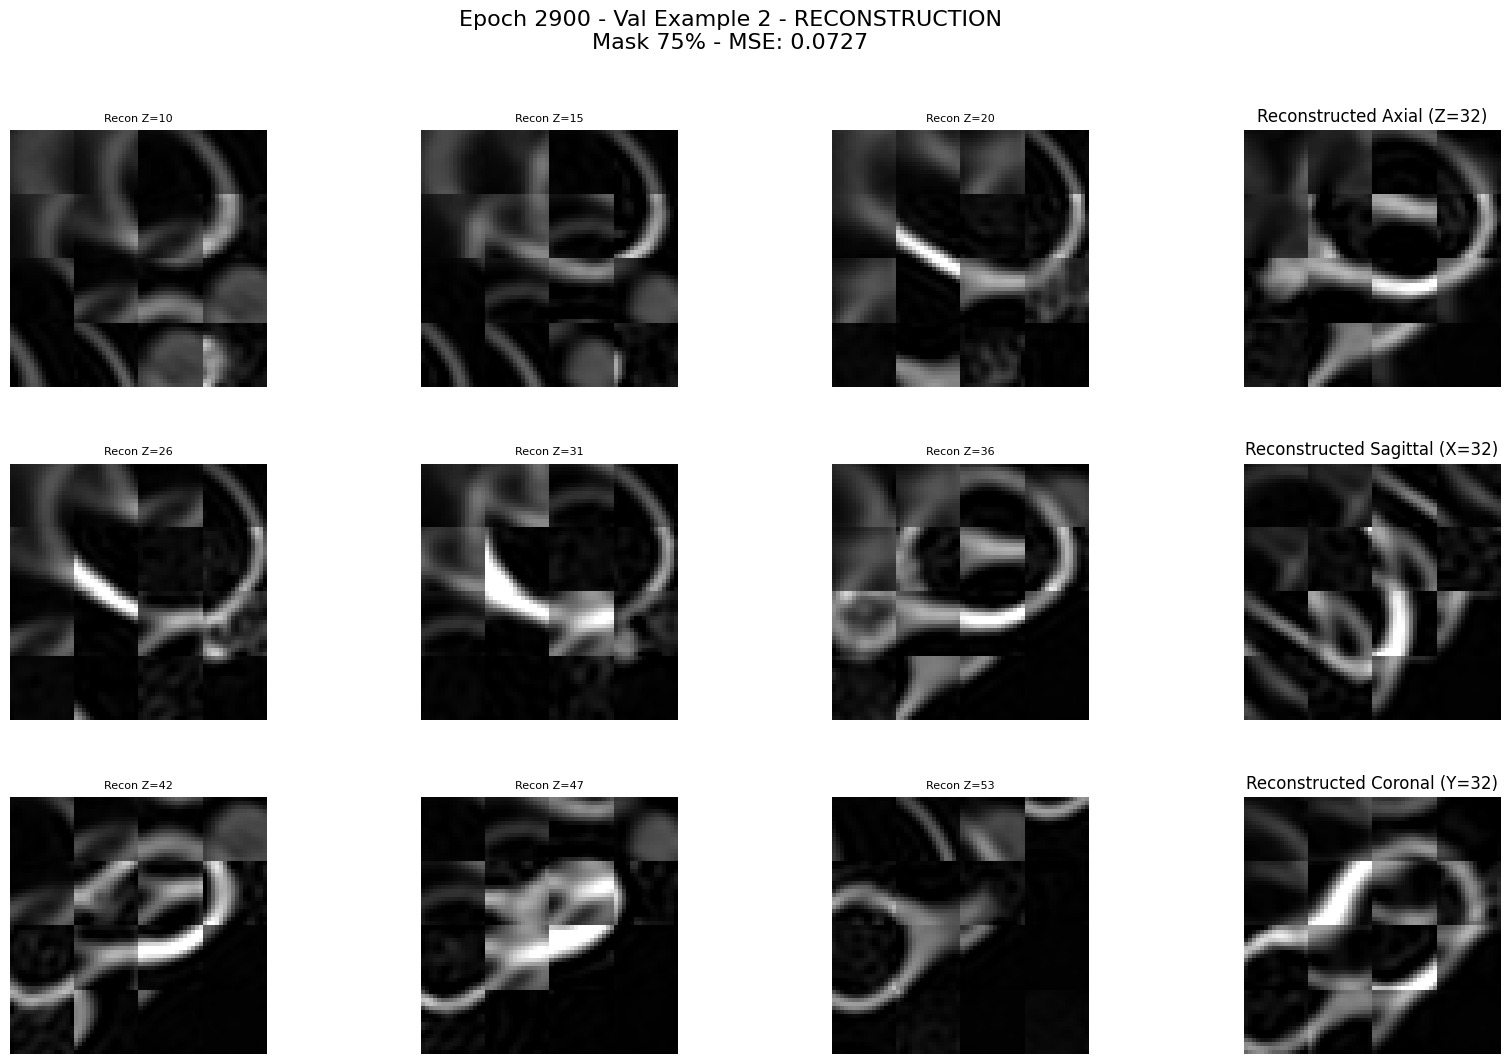 Epoch 2900 - Val Example 2 - RECONSTRUCTION
Mask 75% - MSE: 0.0727
Recon Z=10
Recon Z=15
Recon Z=20
Reconstructed Axial (Z=32)
Recon Z=26
Recon Z=31
Recon Z=36
Reconstructed Sagittal (X=32)
Recon Z=42
Recon Z=47
Recon Z=53
Reconstructed Coronal (Y=32)